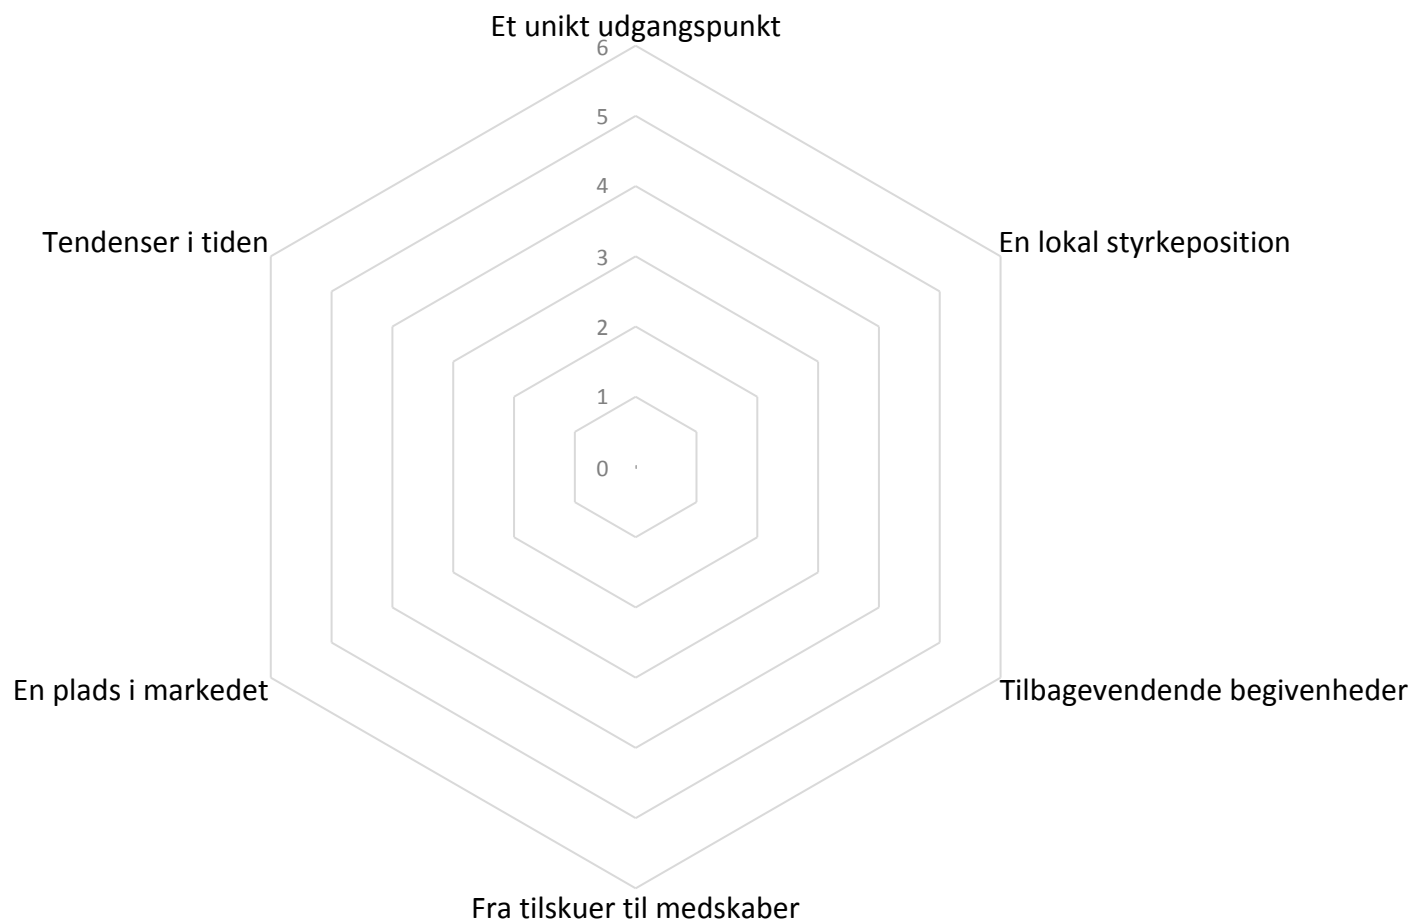 Et unikt udgangspunkt
6
5
4
Tendenser i tiden
En lokal styrkeposition
3
2
1
0
En plads i markedet
Tilbagevendende begivenheder
Fra tilskuer til medskaber